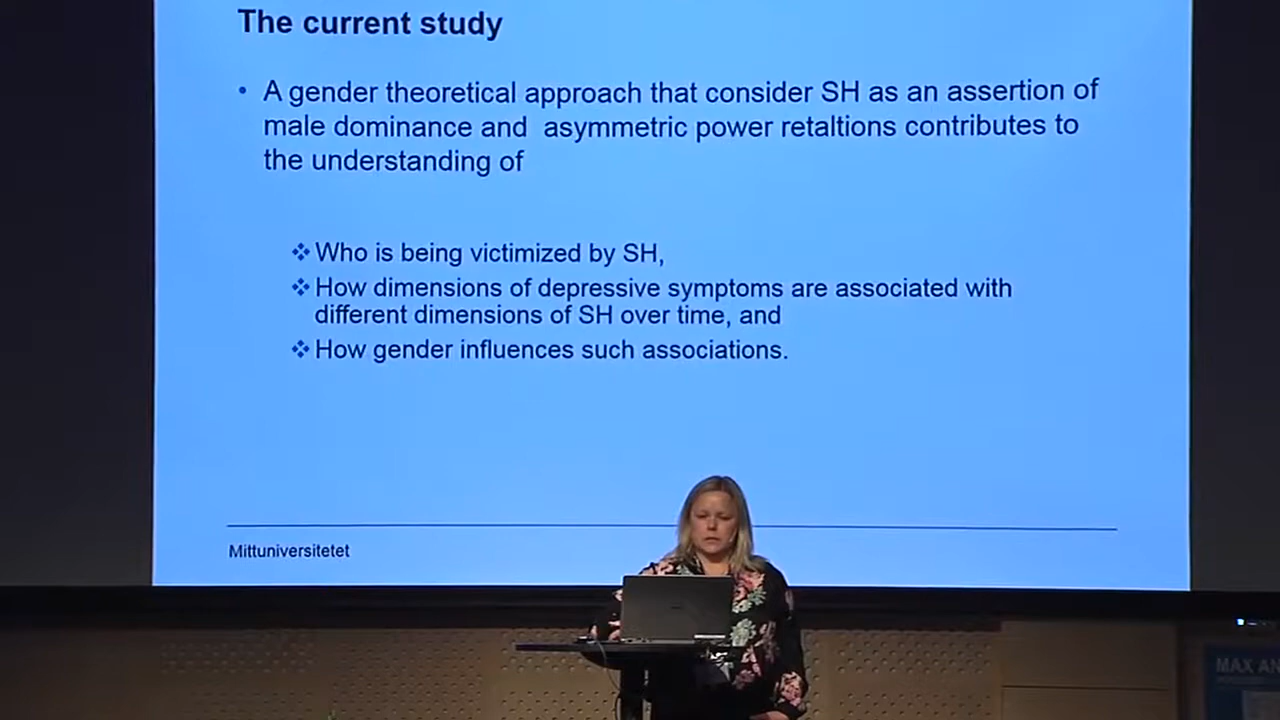 The current study
• A gender theoretical approach that consider SH as an assertion of
male dominance and asymmetric power retaltions contributes to
the understanding of
❖ Who is being victimized by SH,
❖ How dimensions of depressive symptoms are associated with
different dimensions of SH over time, and
❖ How gender influences such associations.
Mittuniversitetet
MAX AN